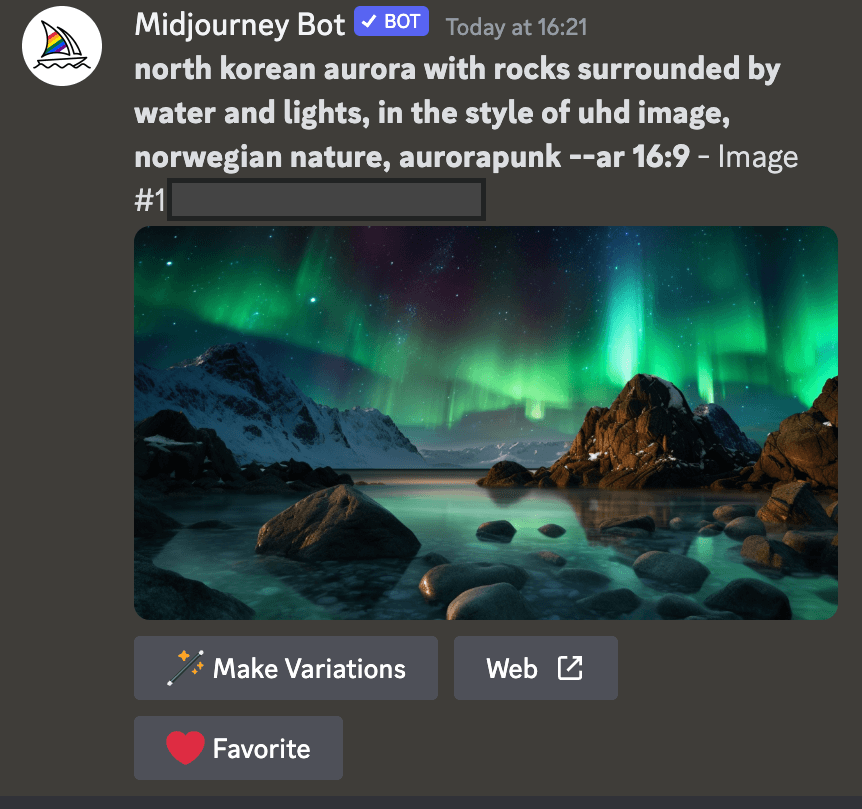 Midjourney Bot ✓ BOT Today at 16:21
north korean aurora with rocks surrounded by
water and lights, in the style of uhd image,
norwegian nature, aurorapunk --ar 16:9 - Image
#1
Make Variations Web
Favorite